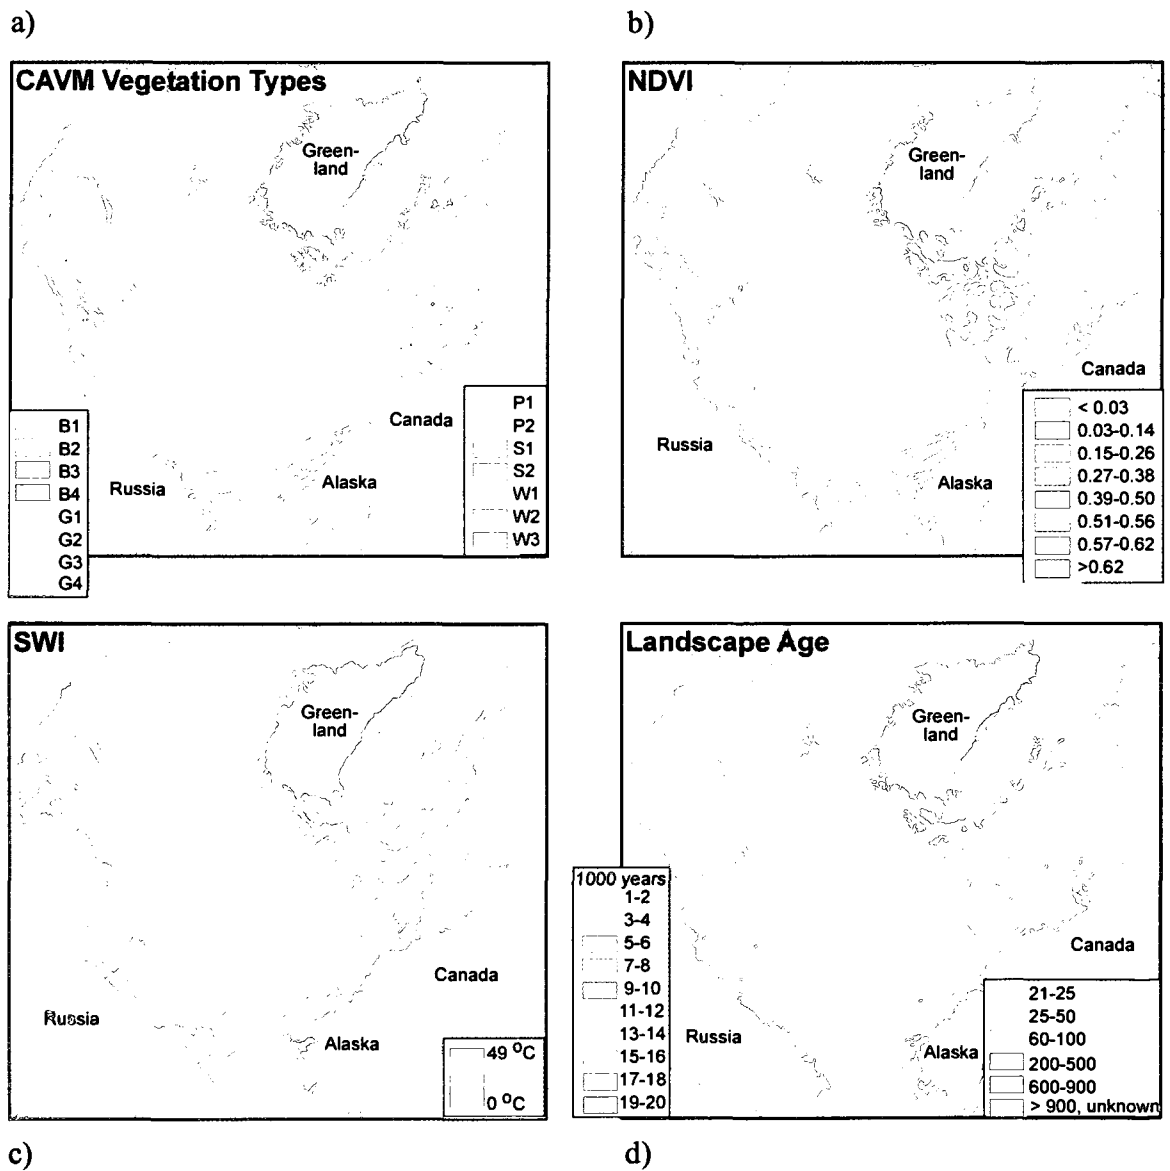 a)
b)
CAVM Vegetation Types
Green-
land
Canada
Russia
Alaska
B1
B2
B3
B4
G1
G2
G3
G4
P1
P2
S1
S2
W1
W2
W3
NDVI
Green-
land
Canada
Russia
Alaska
< 0.03
0.03-0.14
0.15-0.26
0.27-0.38
0.39-0.50
0.51-0.56
0.57-0.62
>0.62
SWI
Green-
land
Canada
Russia
Alaska
49 °C
0 °C
Landscape Age
Green-
land
Canada
Russia
Alaska
1000 years
1-2
3-4
5-6
7-8
9-10
11-12
13-14
15-16
17-18
19-20
21-25
25-50
60-100
200-500
600-900
> 900, unknown
c)
d)